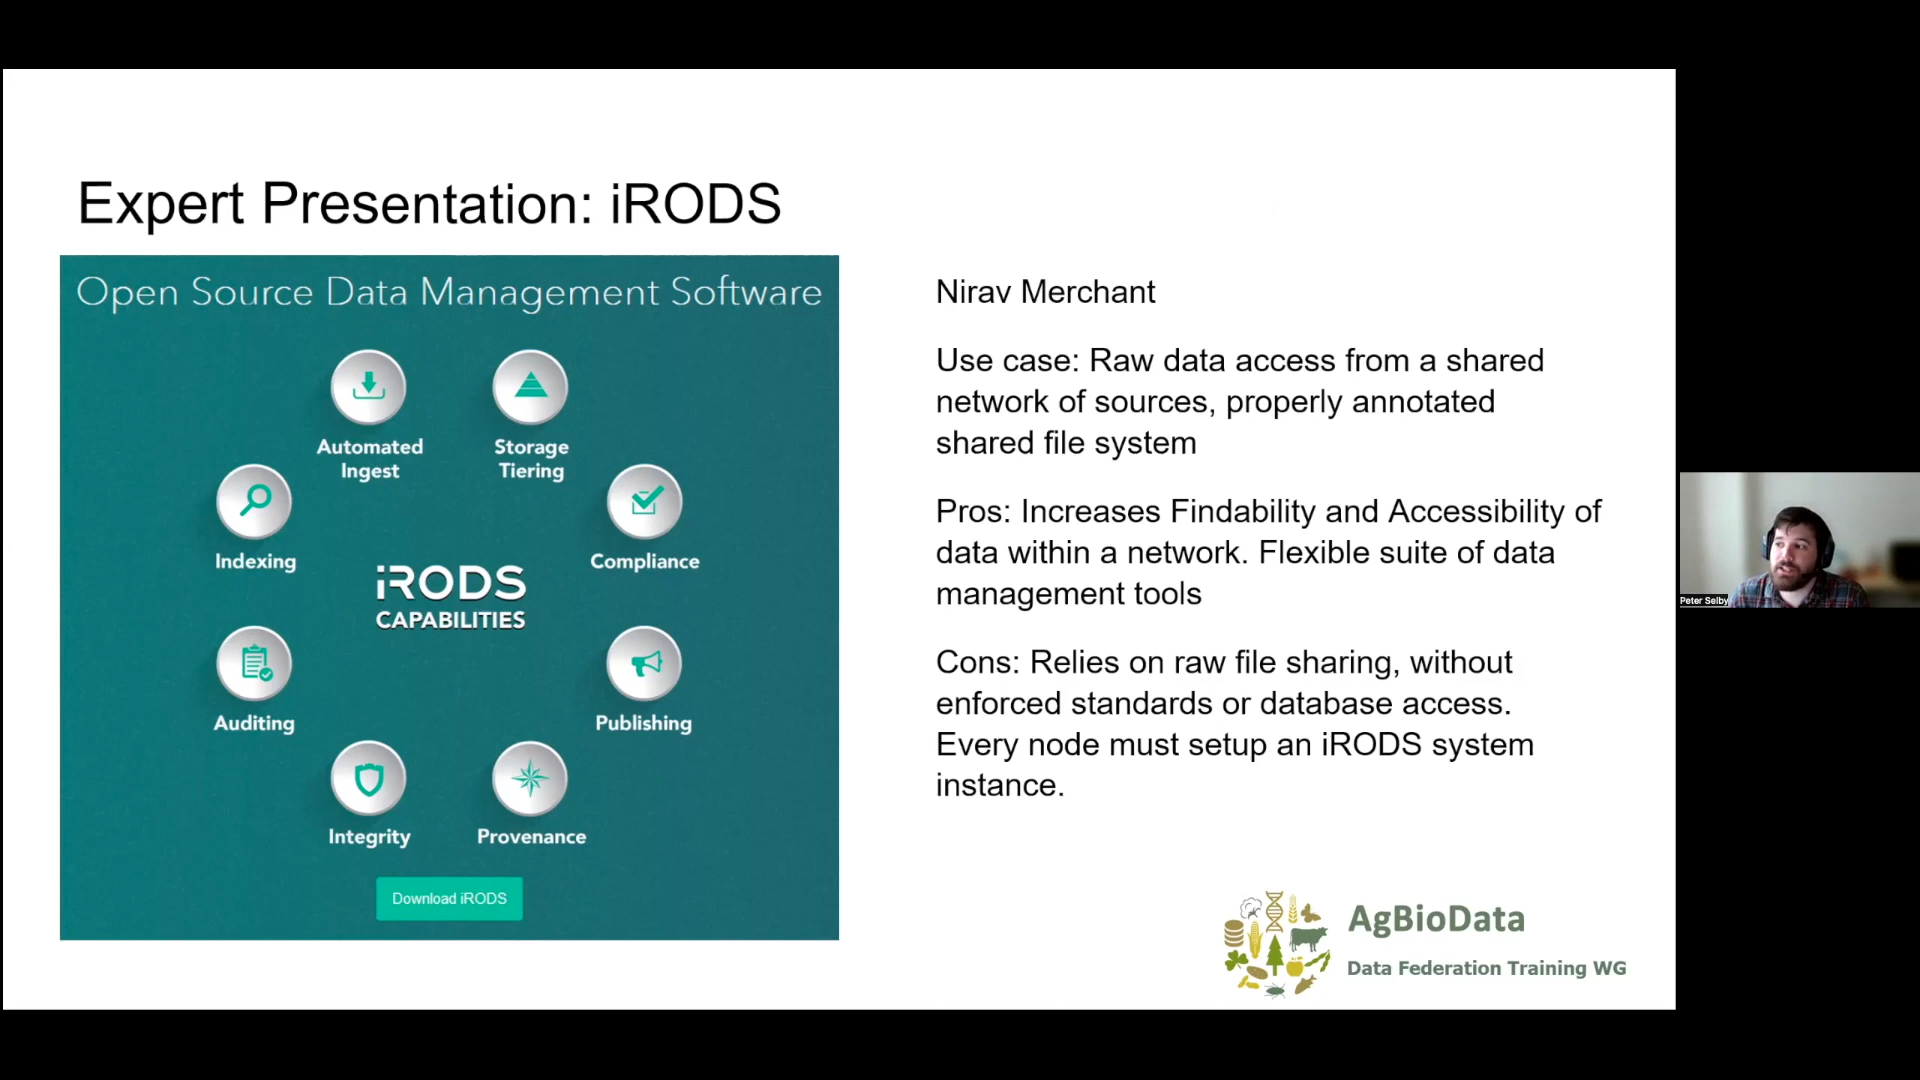 Expert Presentation: iRODS
Open Source Data Management Software
Automated
Ingest
Storage
Tiering
Indexing
Compliance
iRODS
CAPABILITIES
Auditing
Publishing
Integrity
Provenance
Download iRODS
Nirav Merchant
Use case: Raw data access from a shared
network of sources, properly annotated
shared file system
Pros: Increases Findability and Accessibility of
data within a network. Flexible suite of data
management tools
Cons: Relies on raw file sharing, without
enforced standards or database access.
Every node must setup an iRODS system
instance.
AgBioData
Data Federation Training WG
Peter Selby